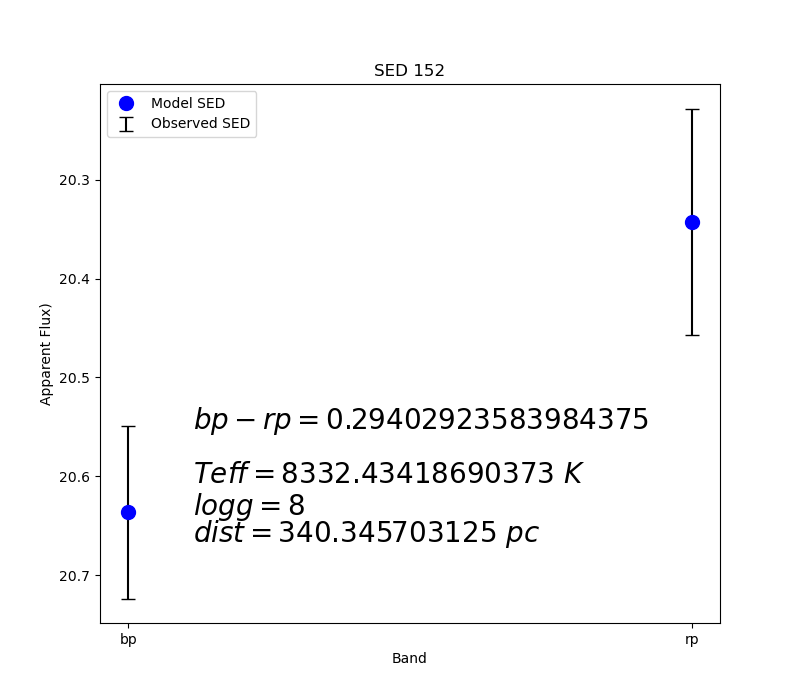 SED 152
Model SED
Observed SED
20.3
20.4
20.5
20.6
20.7
Apparent Flux)
bp − rp = 0.29402923583984375
Teff = 8332.43418690373 K
logg = 8
dist = 340.345703125 pc
bp
rp
Band